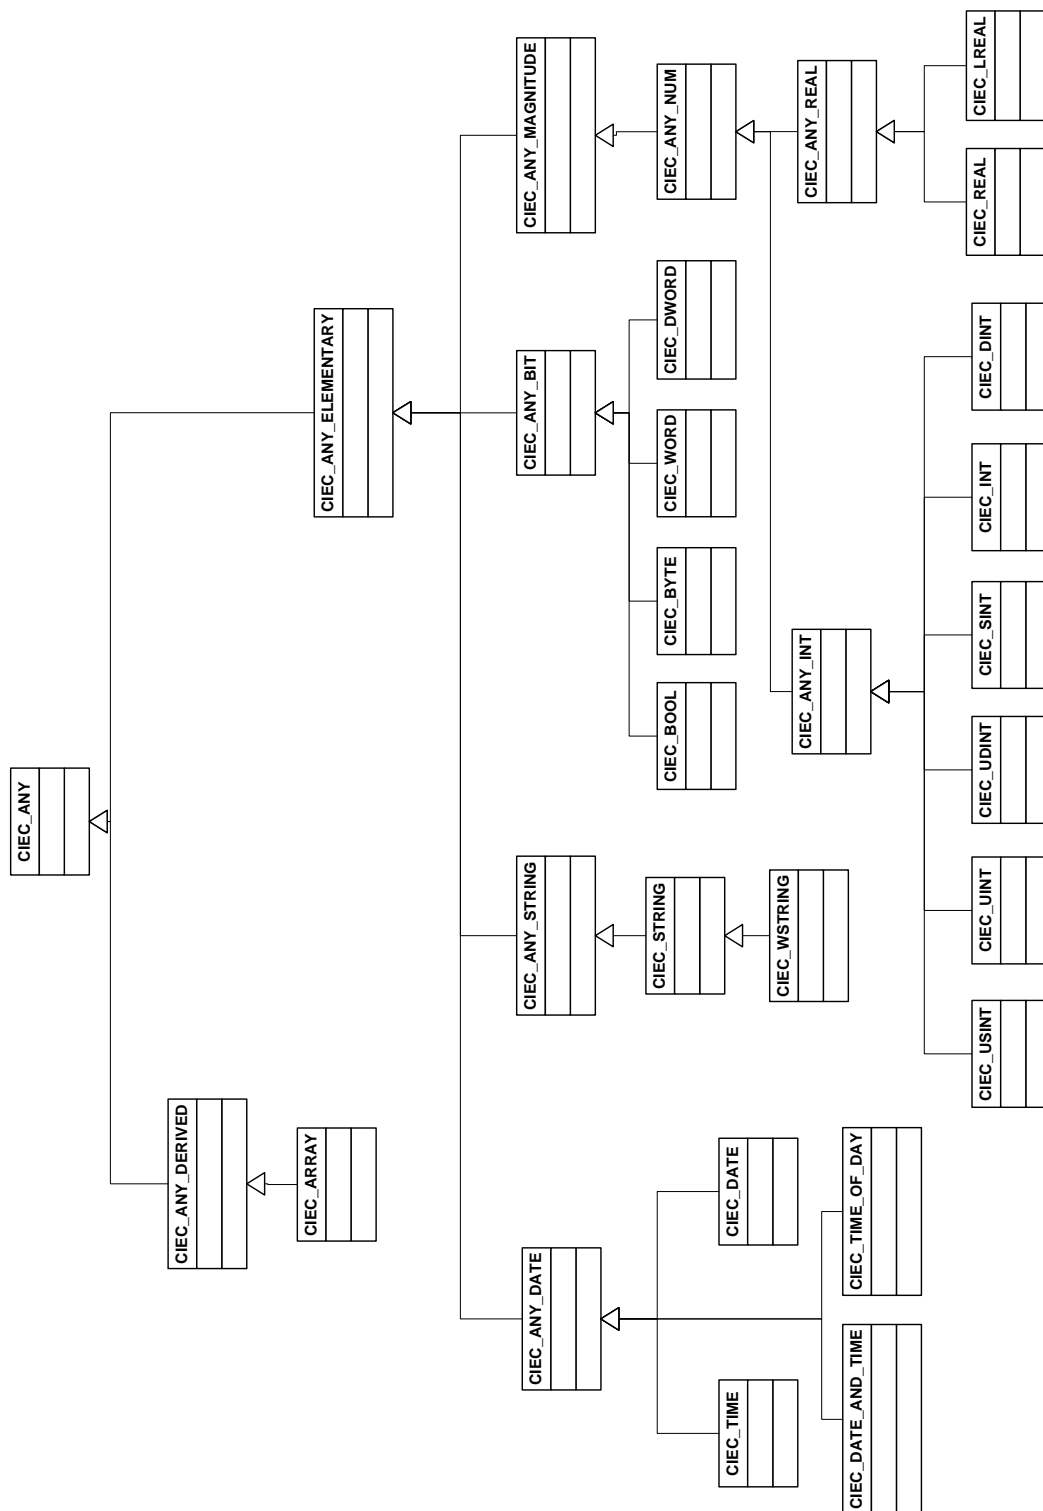 CIEC_ANY
CIEC_ANY_DERIVED
CIEC_ARRAY
CIEC_ANY_ELEMENTARY
CIEC_ANY_DATE
CIEC_ANY_STRING
CIEC_ANY_BIT
CIEC_ANY_MAGNITUDE
CIEC_TIME
CIEC_DATE
CIEC_DATE_AND_TIME
CIEC_TIME_OF_DAY
CIEC_STRING
CIEC_WSTRING
CIEC_BOOL
CIEC_BYTE
CIEC_WORD
CIEC_DWORD
CIEC_ANY_NUM
CIEC_ANY_INT
CIEC_ANY_REAL
CIEC_USINT
CIEC_UINT
CIEC_UDINT
CIEC_SINT
CIEC_INT
CIEC_DINT
CIEC_REAL
CIEC_LREAL